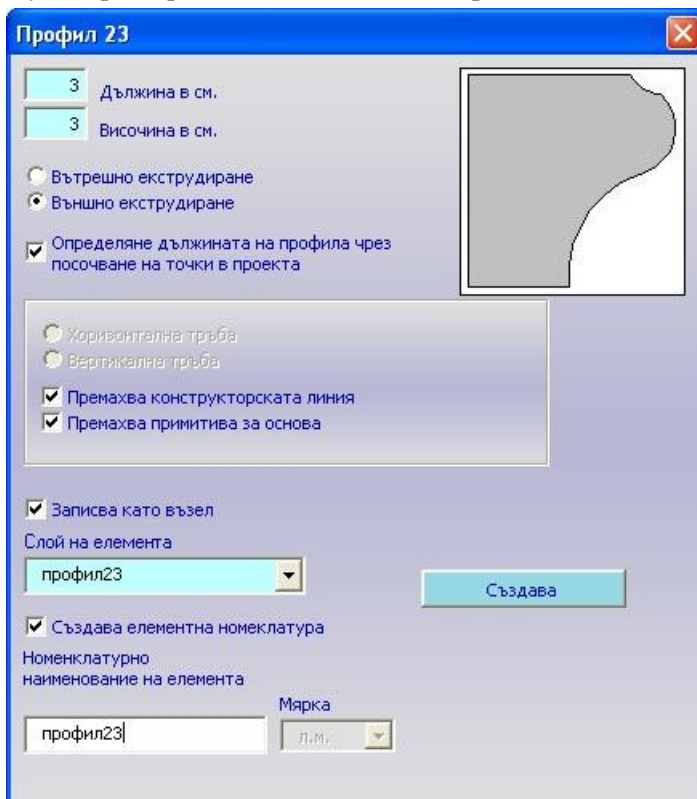 Профил 23
3 Дължина в см.
3 Височина в см.
Вътрешно екструдиране
Външно екструдиране
Определяне дължината на профила чрез
посочване на точки в проекта
Хоризонтална тръба
Вертикална тръба
Премахва конструкторската линия
Премахва примитива за основа
Записва като възел
Слой на елемента
профил23
Създава
Създава елементна номеклатура
Номенклатурно
наименование на елемента
Мярка
профил23
л.м.